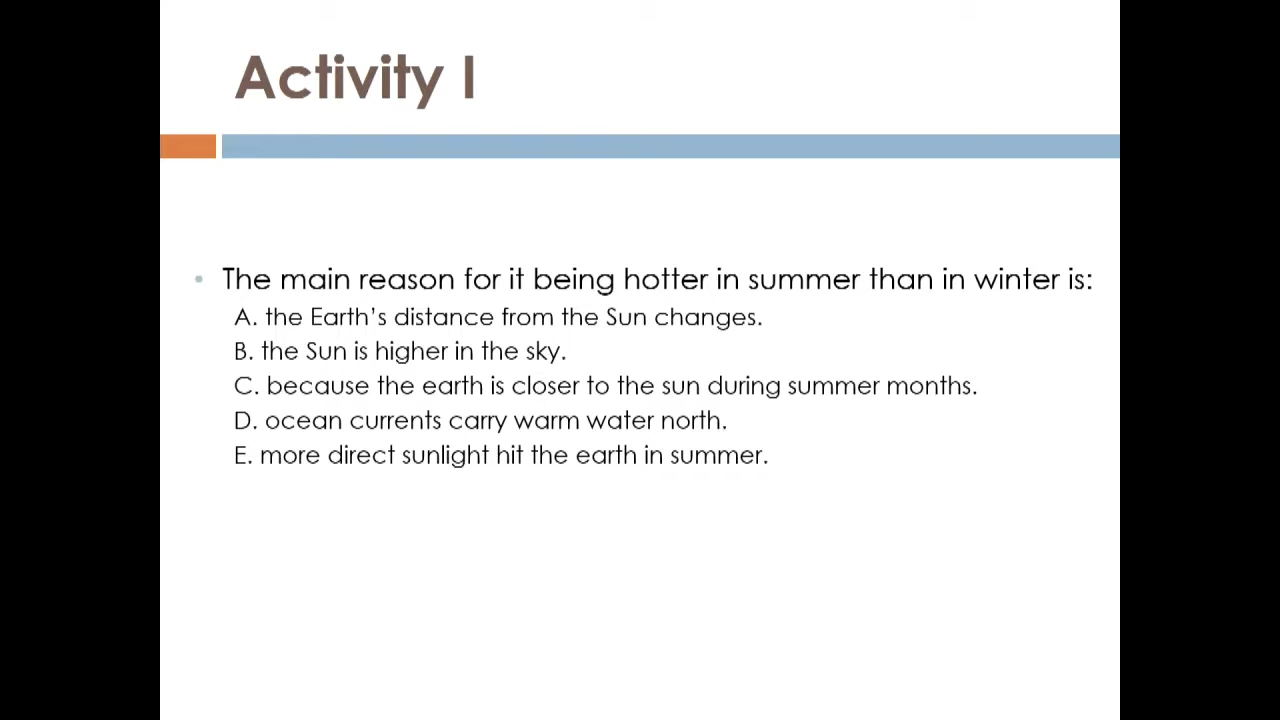 Activity I
• The main reason for it being hotter in summer than in winter is:
A. the Earth's distance from the Sun changes.
B. the Sun is higher in the sky.
C. because the earth is closer to the sun during summer months.
D. ocean currents carry warm water north.
E. more direct sunlight hit the earth in summer.